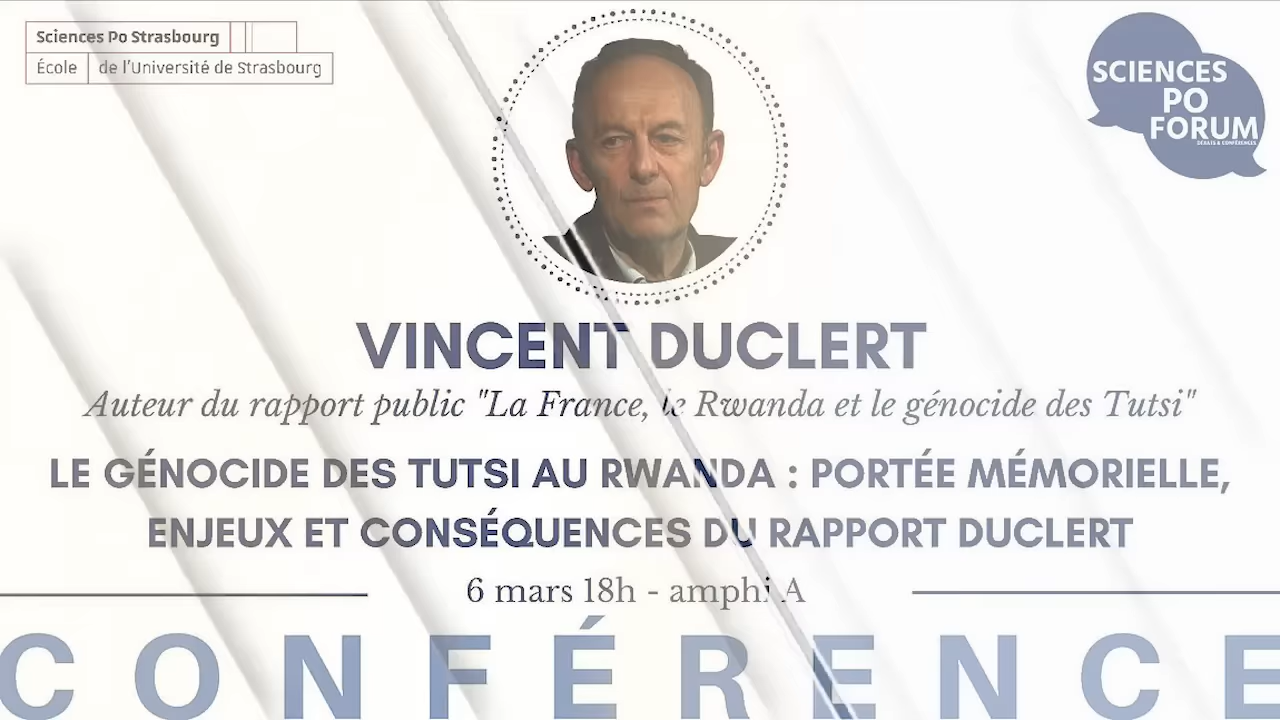 Sciences Po Strasbourg
École de l'Université de Strasbourg
SCIENCES
PO
FORUM
DÉBATS & CONFÉRENCES
VINCENT DUCLERT
Auteur du rapport public "La France, le Rwanda et le génocide des Tutsi"
LE GÉNOCIDE DES TUTSI AU RWANDA : PORTÉE MÉMORIELLE,
ENJEUX ET CONSÉQUENCES DU RAPPORT DUCLERT
6 mars 18h - amphi A
CONFÉRENCE